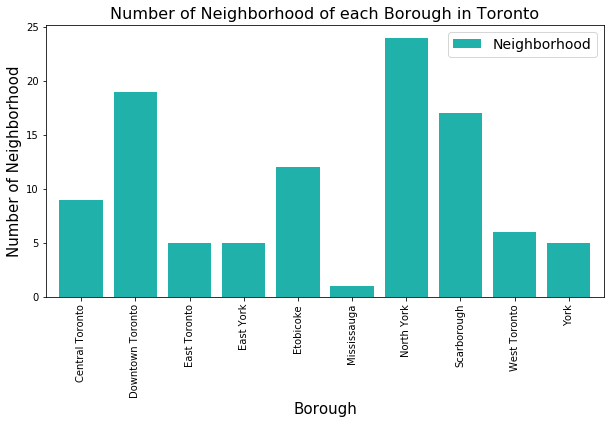 Number of Neighborhood of each Borough in Toronto
Neighborhood
Number of Neighborhood
25
20
15
10
5
0
Central Toronto
Downtown Toronto
East Toronto
East York
Etobicoke
Mississauga
North York
Scarborough
West Toronto
York
Borough